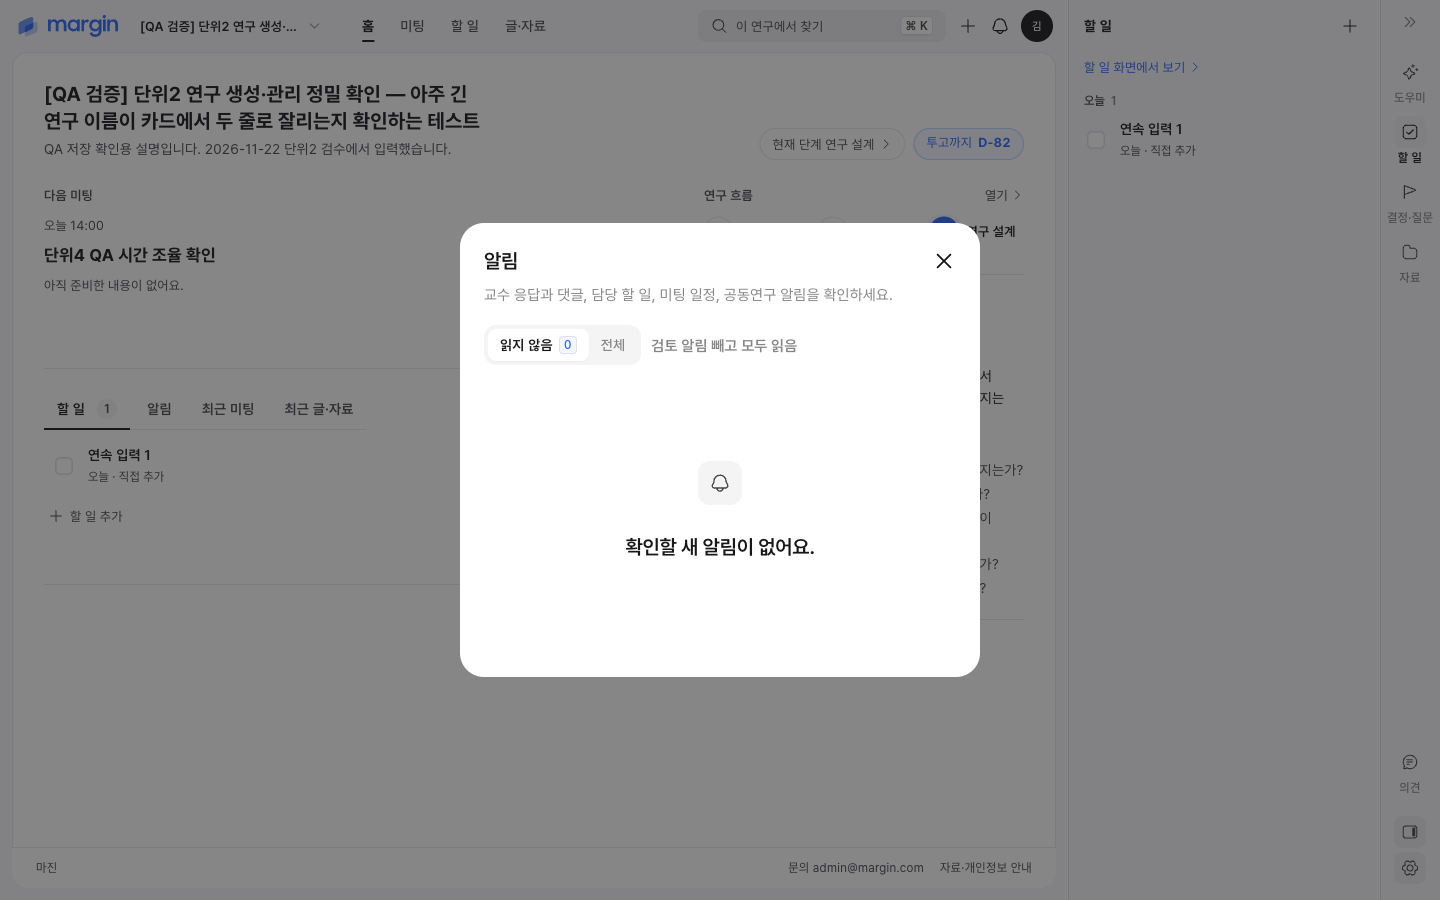 margin
[QA 검증] 단위2 연구 생성·...
홈
미팅
할 일
글·자료
이 연구에서 찾기
⌘ K
김
[QA 검증] 단위2 연구 생성·관리 정밀 확인 — 아주 긴
연구 이름이 카드에서 두 줄로 잘리는지 확인하는 테스트
QA 저장 확인용 설명입니다. 2026-11-22 단위2 검수에서 입력했습니다.
현재 단계 연구 설계
투고까지 D-82
다음 미팅
오늘 14:00
단위4 QA 시간 조율 확인
아직 준비한 내용이 없어요.
연구 흐름
열기
연구 설계
할 일 1
알림
최근 미팅
최근 글·자료
연속 입력 1
오늘 · 직접 추가
할 일 추가
서
지는
지는가?
?
이
가?
?
알림
교수 응답과 댓글, 담당 할 일, 미팅 일정, 공동연구 알림을 확인하세요.
읽지 않음 0
전체
검토 알림 빼고 모두 읽음
확인할 새 알림이 없어요.
마진
문의 admin@margin.com
자료·개인정보 안내
할 일
할 일 화면에서 보기
오늘 1
연속 입력 1
오늘 · 직접 추가
도우미
할 일
결정·질문
자료
의견